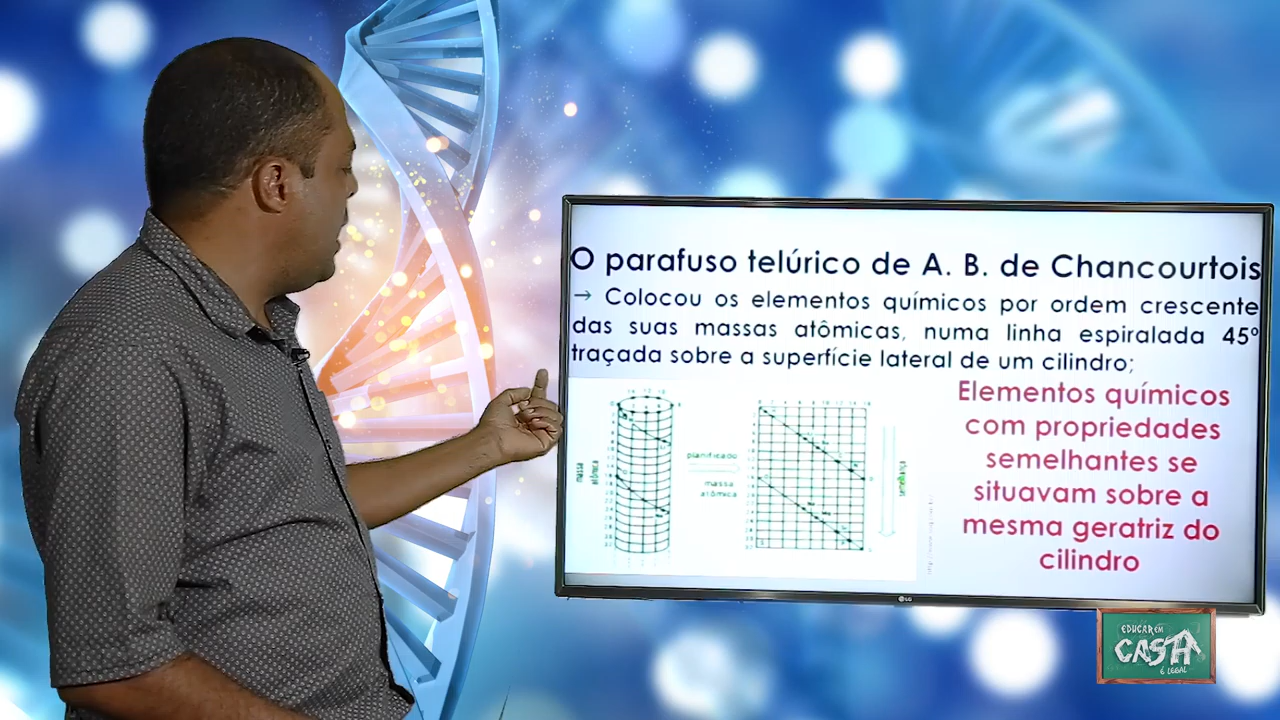 O parafuso telúrico de A. B. de Chancourtois
→ Colocou os elementos químicos por ordem crescente
das suas massas atômicas, numa linha espiralada 45º
traçada sobre a superfície lateral de um cilindro;
massa
atômica
planificado
massa
atômica
semelhança
Elementos químicos
com propriedades
semelhantes se
situavam sobre a
mesma geratriz do
cilindro
LG
EDUCAR EM
CASA
É LEGAL